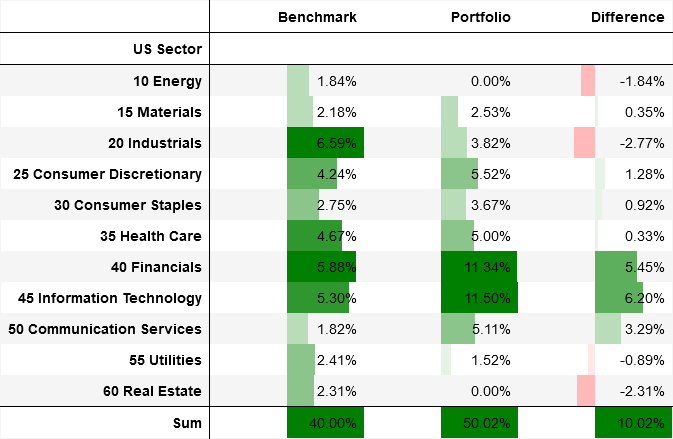 Benchmark Portfolio Difference
US Sector
10 Energy 1.84% 0.00% -1.84%
15 Materials 2.18% 2.53% 0.35%
20 Industrials 6.59% 3.82% -2.77%
25 Consumer Discretionary 4.24% 5.52% 1.28%
30 Consumer Staples 2.75% 3.67% 0.92%
35 Health Care 4.67% 5.00% 0.33%
40 Financials 5.88% 11.34% 5.45%
45 Information Technology 5.30% 11.50% 6.20%
50 Communication Services 1.82% 5.11% 3.29%
55 Utilities 2.41% 1.52% -0.89%
60 Real Estate 2.31% 0.00% -2.31%
Sum 40.00% 50.02% 10.02%